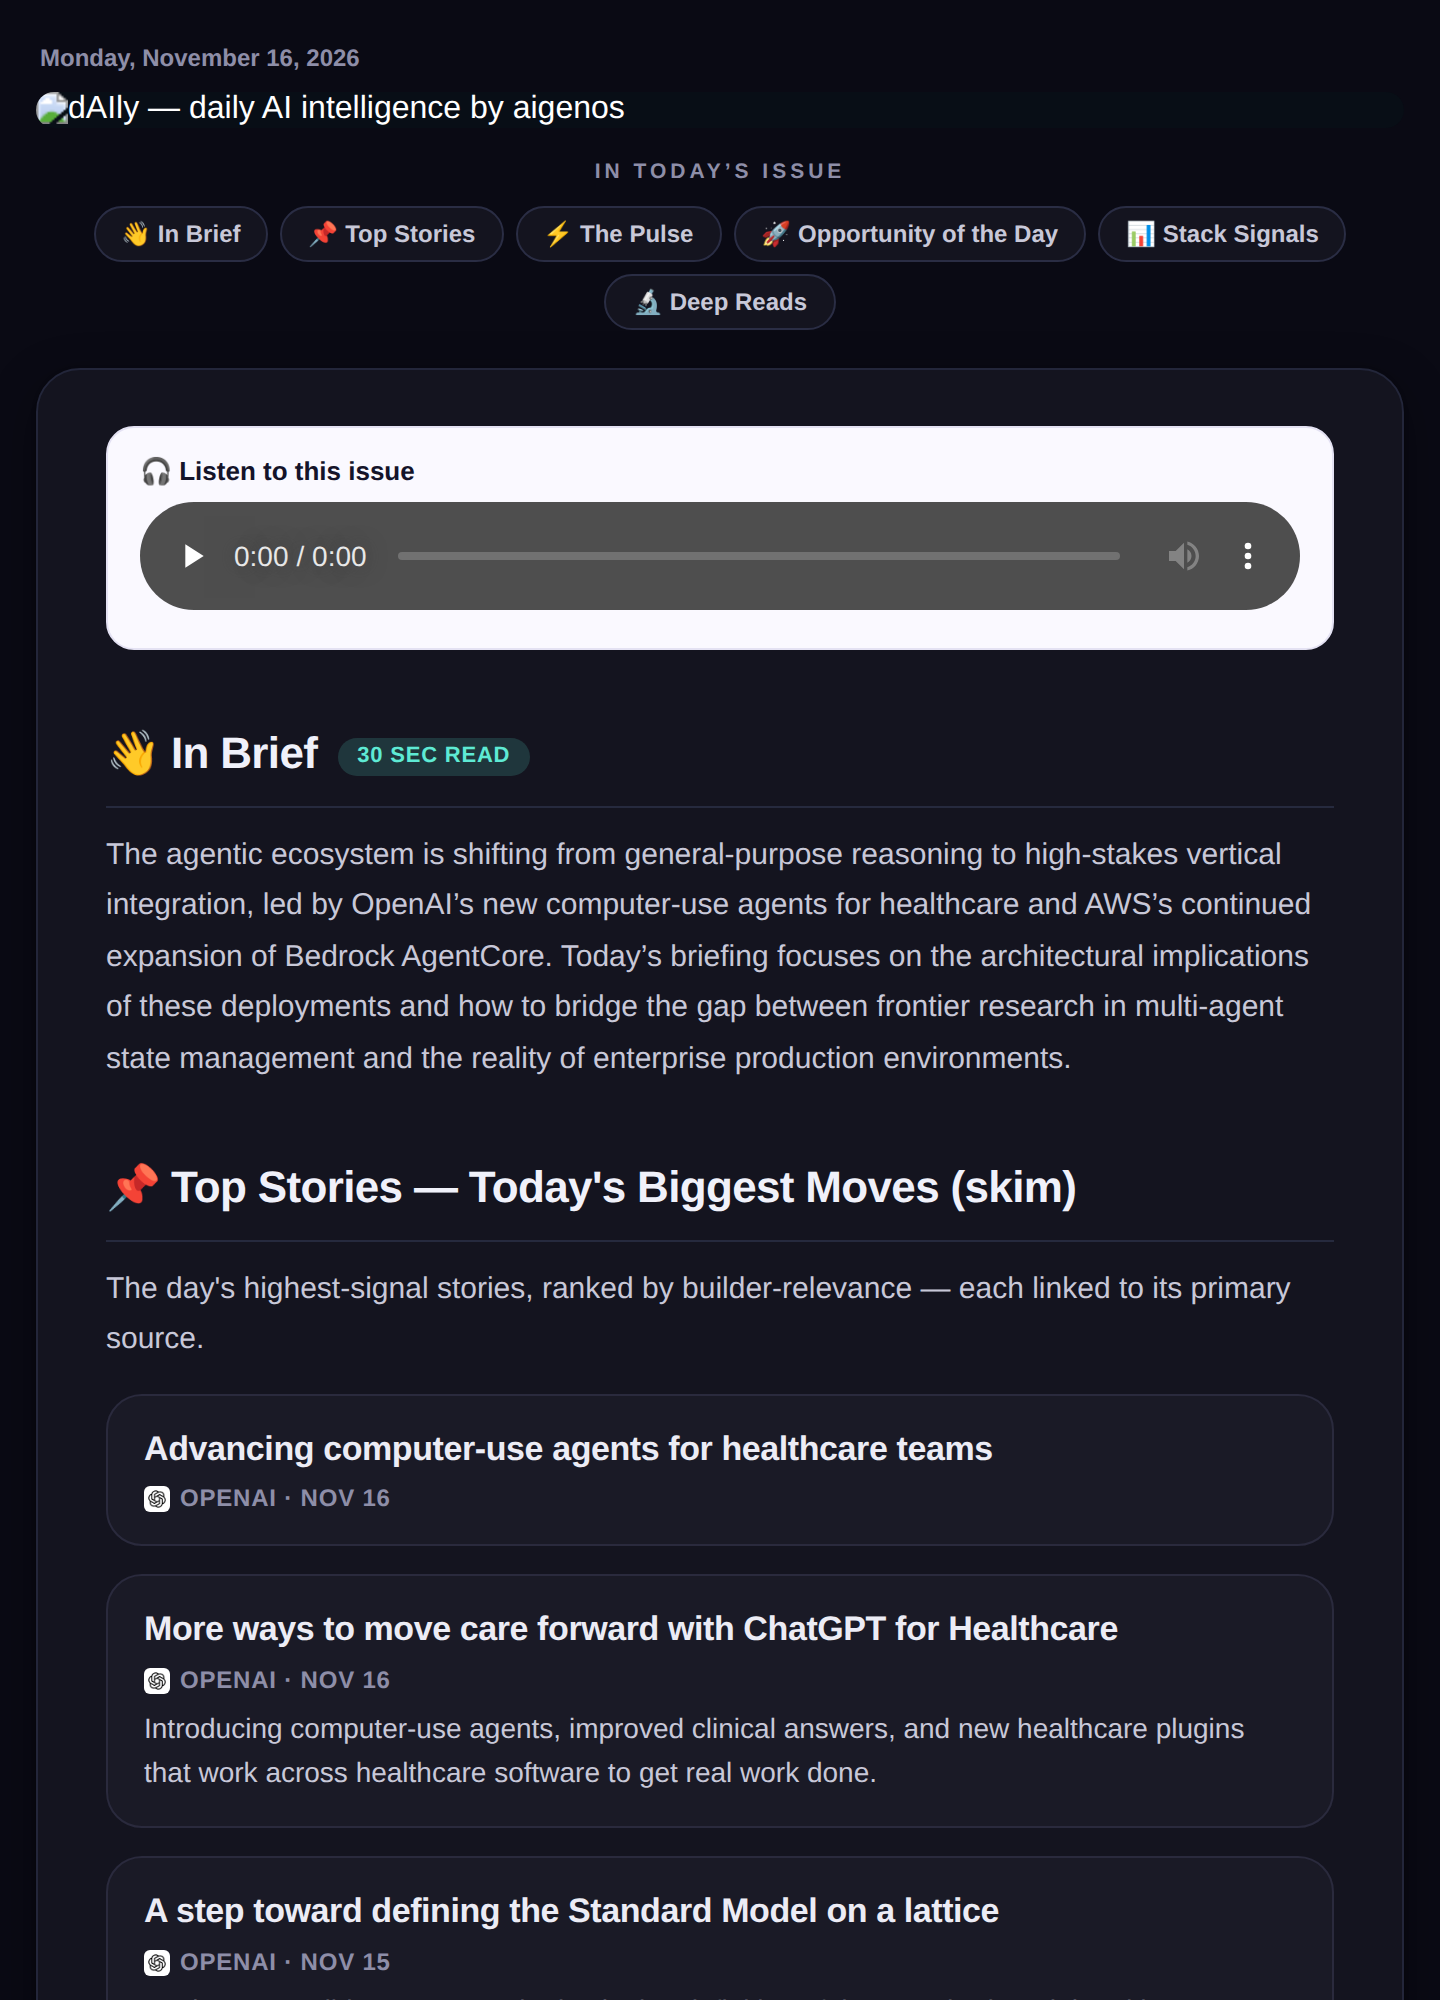 Monday, November 16, 2026
dAIly — daily AI intelligence by aigenos
IN TODAY’S ISSUE
👋 In Brief
📌 Top Stories
⚡ The Pulse
🚀 Opportunity of the Day
📊 Stack Signals
🔬 Deep Reads
🎧 Listen to this issue
0:00 / 0:00
👋 In Brief 30 SEC READ
The agentic ecosystem is shifting from general-purpose reasoning to high-stakes vertical
integration, led by OpenAI’s new computer-use agents for healthcare and AWS’s continued
expansion of Bedrock AgentCore. Today’s briefing focuses on the architectural implications
of these deployments and how to bridge the gap between frontier research in multi-agent
state management and the reality of enterprise production environments.
📌 Top Stories — Today's Biggest Moves (skim)
The day's highest-signal stories, ranked by builder-relevance — each linked to its primary
source.
Advancing computer-use agents for healthcare teams
OPENAI · NOV 16
More ways to move care forward with ChatGPT for Healthcare
OPENAI · NOV 16
Introducing computer-use agents, improved clinical answers, and new healthcare plugins
that work across healthcare software to get real work done.
A step toward defining the Standard Model on a lattice
OPENAI · NOV 15